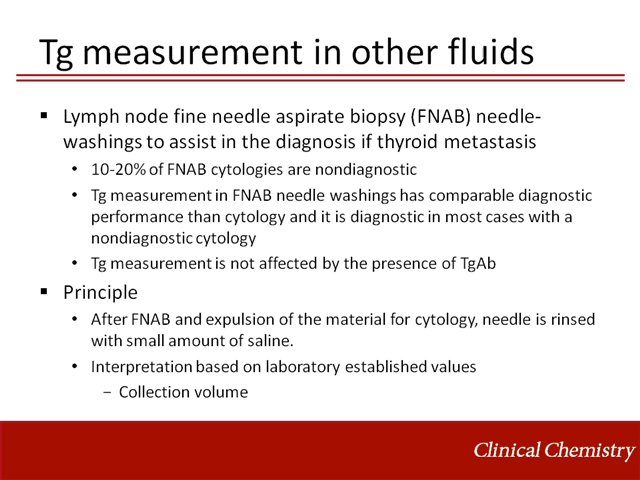 Tg measurement in other fluids
▪ Lymph node fine needle aspirate biopsy (FNAB) needle-
washings to assist in the diagnosis if thyroid metastasis
• 10-20% of FNAB cytologies are nondiagnostic
• Tg measurement in FNAB needle washings has comparable diagnostic
performance than cytology and it is diagnostic in most cases with a
nondiagnostic cytology
• Tg measurement is not affected by the presence of TgAb
▪ Principle
• After FNAB and expulsion of the material for cytology, needle is rinsed
with small amount of saline.
• Interpretation based on laboratory established values
− Collection volume
Clinical Chemistry